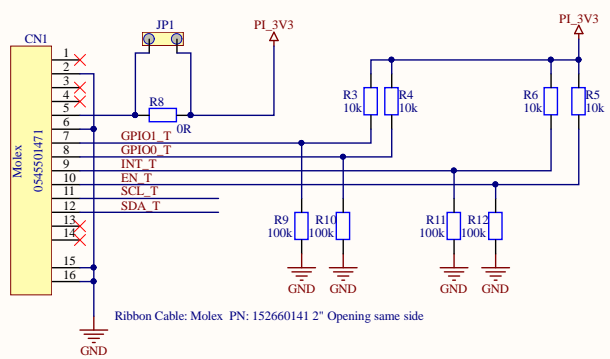 JP1
PI_3V3
PI_3V3
CN1
1
2
3
4
5
6
7
8
9
10
11
12
13
14
15
16
Molex
0545501471
R8
0R
R3
10k
R4
10k
R6
10k
R5
10k
GPIO1_T
GPIO0_T
INT_T
EN_T
SCL_T
SDA_T
R9
100k
R10
100k
R11
100k
R12
100k
GND
GND
GND
GND
Ribbon Cable: Molex PN: 152660141 2" Opening same side
GND